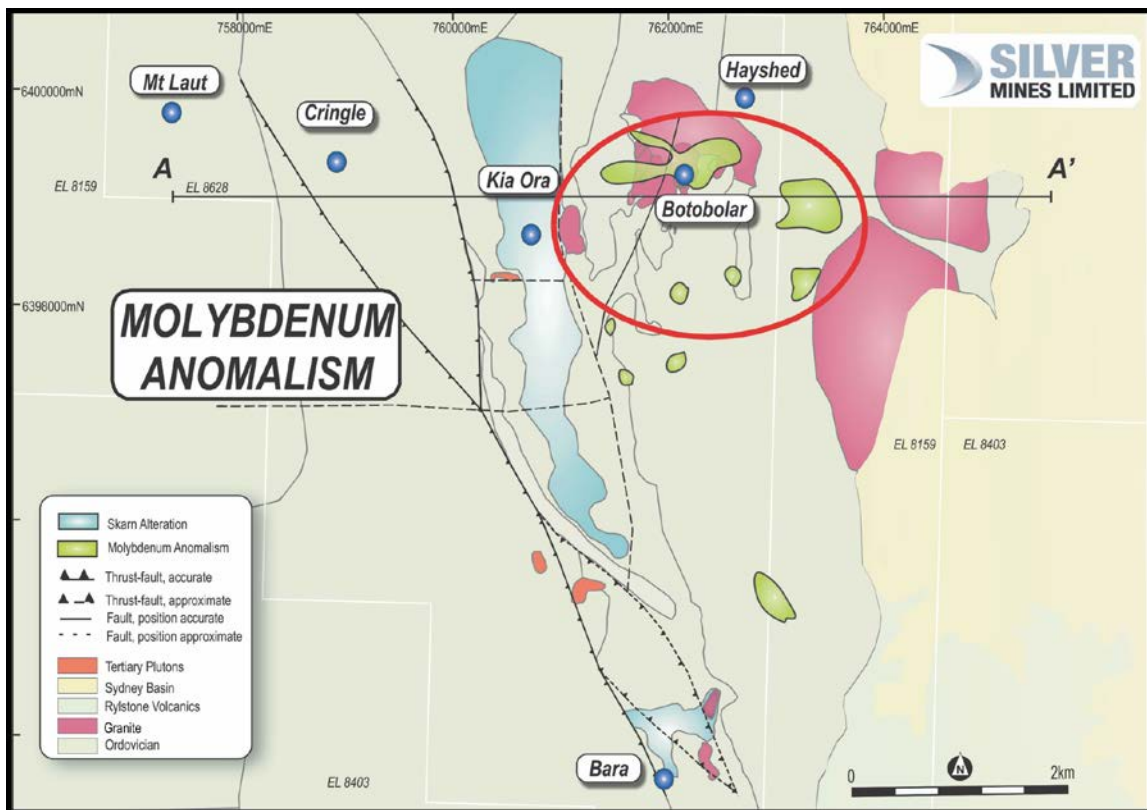 758000mE
760000mE
762000mE
764000mE
SILVER
MINES LIMITED
Mt Laut
Hayshed
6400000mN
Cringle
A
A'
EL 8159
EL 8628
Kia Ora
Botobolar
6398000mN
MOLYBDENUM
ANOMALISM
EL 8159
EL 8403
Skarn Alteration
Molybdenum Anomalism
Thrust-fault, accurate
Thrust-fault, approximate
Fault, position accurate
Fault, position approximate
Tertiary Plutons
Sydney Basin
Rylstone Volcanics
Granite
Ordovician
EL 8403
Bara
N
0
2km